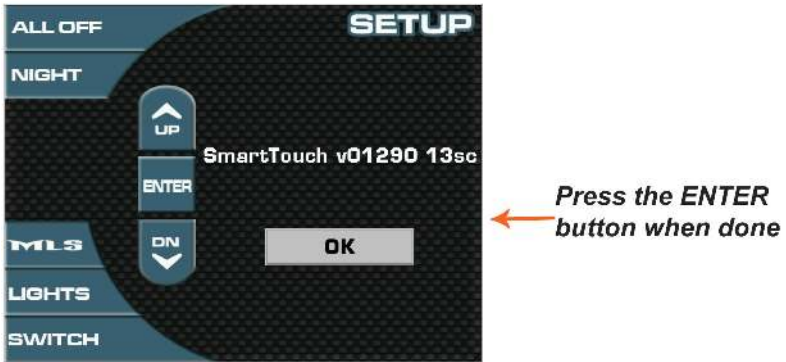 ALL OFF
SETUP
NIGHT
UP
SmartTouch v01290 13sc
ENTER
Press the ENTER
button when done
MLS
DN
OK
LIGHTS
SWITCH